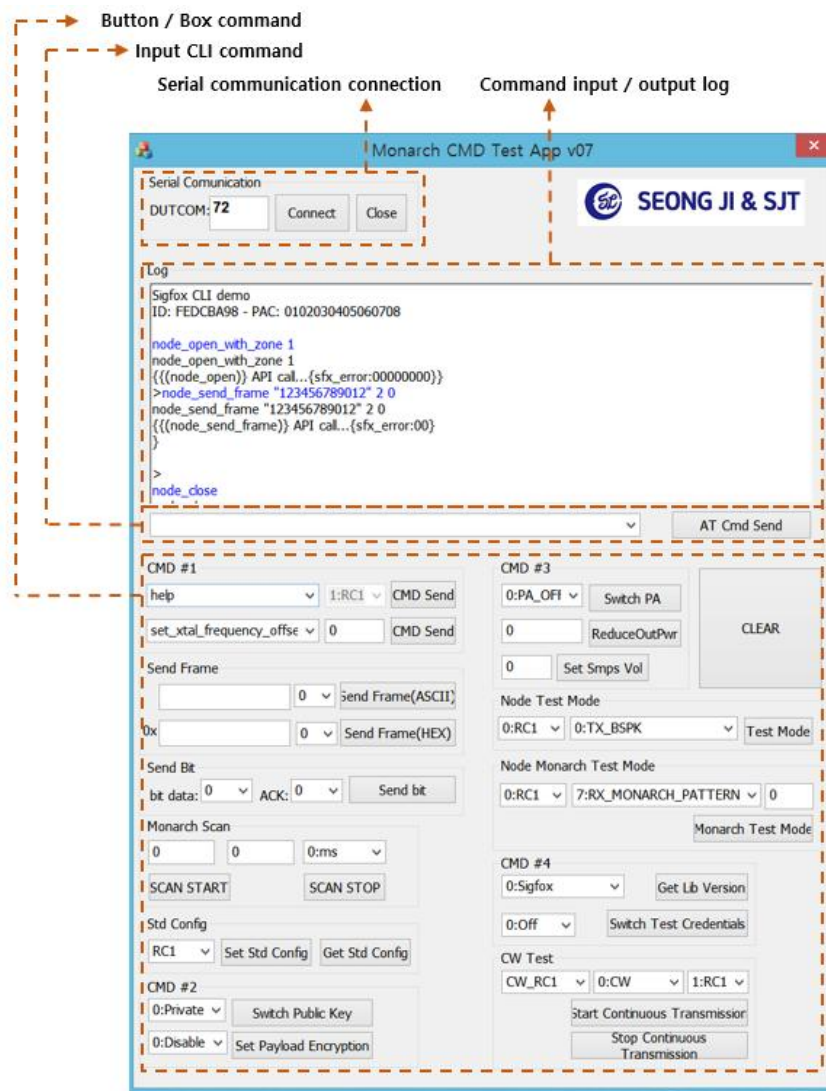 Button / Box command
Input CLI command
Serial communication connection
Command input / output log
Monarch CMD Test App v07
Serial Comunication
DUTCOM: 72 Connect Close
SEONG JI & SJT
Log
Sigfox CLI demo
ID: FEDCBA98 - PAC: 0102030405060708
node_open_with_zone 1
node_open_with_zone 1
{{(node_open)} API call...{sfx_error:00000000}}
>node_send_frame "123456789012" 2 0
node_send_frame "123456789012" 2 0
{{(node_send_frame)} API call...{sfx_error:00}
}
>
node_close
AT Cmd Send
CMD #1
help 1:RC1 CMD Send
set_xtal_frequency_offse 0 CMD Send
Send Frame
0 Send Frame(ASCII)
0x 0 Send Frame(HEX)
Send Bit
bit data: 0 ACK: 0 Send bit
Monarch Scan
0 0 0:ms
SCAN START SCAN STOP
Std Config
RC1 Set Std Config Get Std Config
CMD #2
0:Private Switch Public Key
0:Disable Set Payload Encryption
CMD #3
0:PA_OFF Switch PA
0 ReduceOutPwr
0 Set Smps Vol
CLEAR
Node Test Mode
0:RC1 0:TX_BSPK Test Mode
Node Monarch Test Mode
0:RC1 7:RX_MONARCH_PATTERN 0
Monarch Test Mode
CMD #4
0:Sigfox Get Lib Version
0:Off Switch Test Credentials
CW Test
CW_RC1 0:CW 1:RC1
Start Continuous Transmission
Stop Continuous
Transmission